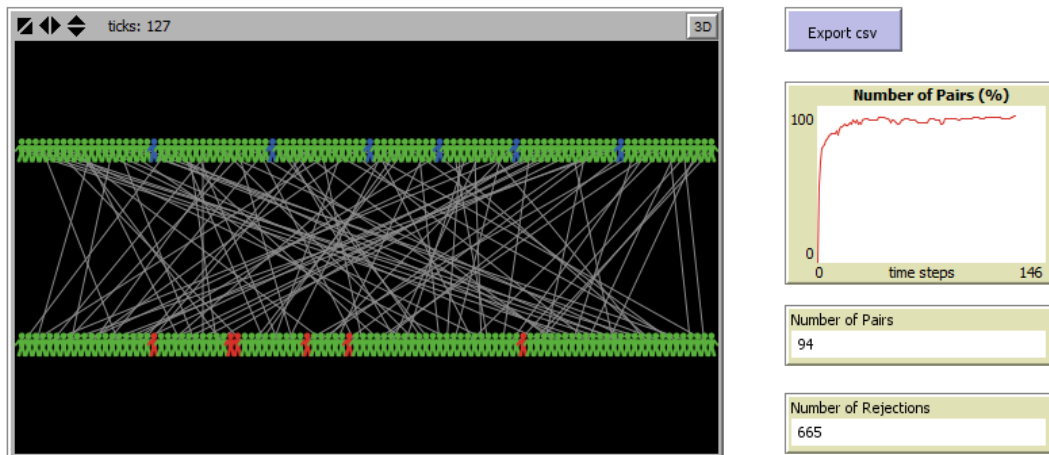 ticks: 127
3D
Export csv
Number of Pairs (%)
100
0
0
time steps
146
Number of Pairs
94
Number of Rejections
665